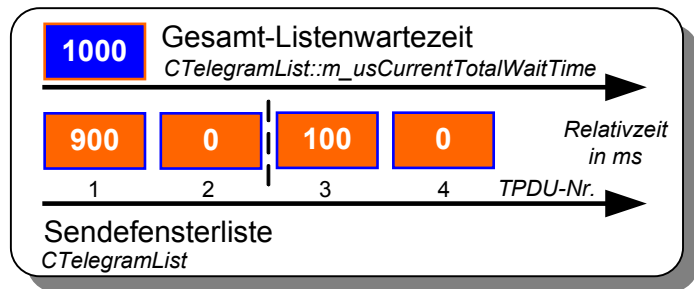 1000
Gesamt-Listenwartezeit
CTelegramList::m_usCurrentTotalWaitTime
900 0 100 0
Relativzeit
in ms
1 2 3 4 TPDU-Nr.
Sendefensterliste
CTelegramList